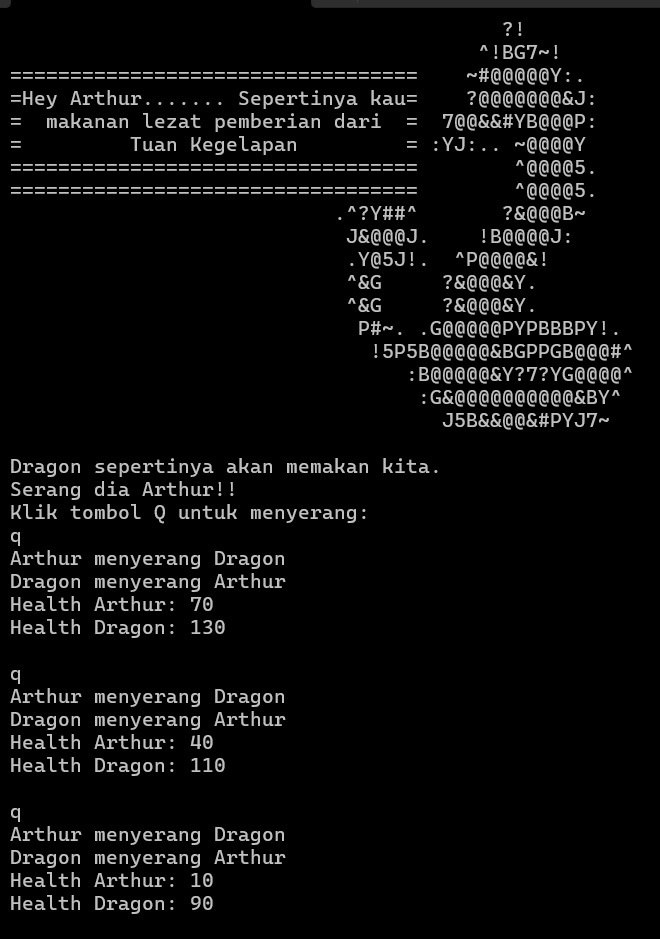 ?!
^!BG7~!
================================== ~#@@@@@Y:.
=Hey Arthur....... Sepertinya kau= ?@@@@@@@&J:
= makanan lezat pemberian dari = 7@@&&#YB@@@P:
= Tuan Kegelapan = :YJ:.. ~@@@@Y
================================== ^@@@@5.
================================== ^@@@@5.
.^?Y##^ ?&@@@B~
J&@@@J. !B@@@@J:
.Y@5J!. ^P@@@@&!
^&G ?&@@@&Y.
^&G ?&@@@&Y.
P#~. .G@@@@@PYPBBBPY!.
!5P5B@@@@@&BGPPGB@@@#^
:B@@@@@&Y?7?YG@@@@^
:G&@@@@@@@@@@&BY^
J5B&&@@&#PYJ7~
Dragon sepertinya akan memakan kita.
Serang dia Arthur!!
Klik tombol Q untuk menyerang:
q
Arthur menyerang Dragon
Dragon menyerang Arthur
Health Arthur: 70
Health Dragon: 130
q
Arthur menyerang Dragon
Dragon menyerang Arthur
Health Arthur: 40
Health Dragon: 110
q
Arthur menyerang Dragon
Dragon menyerang Arthur
Health Arthur: 10
Health Dragon: 90